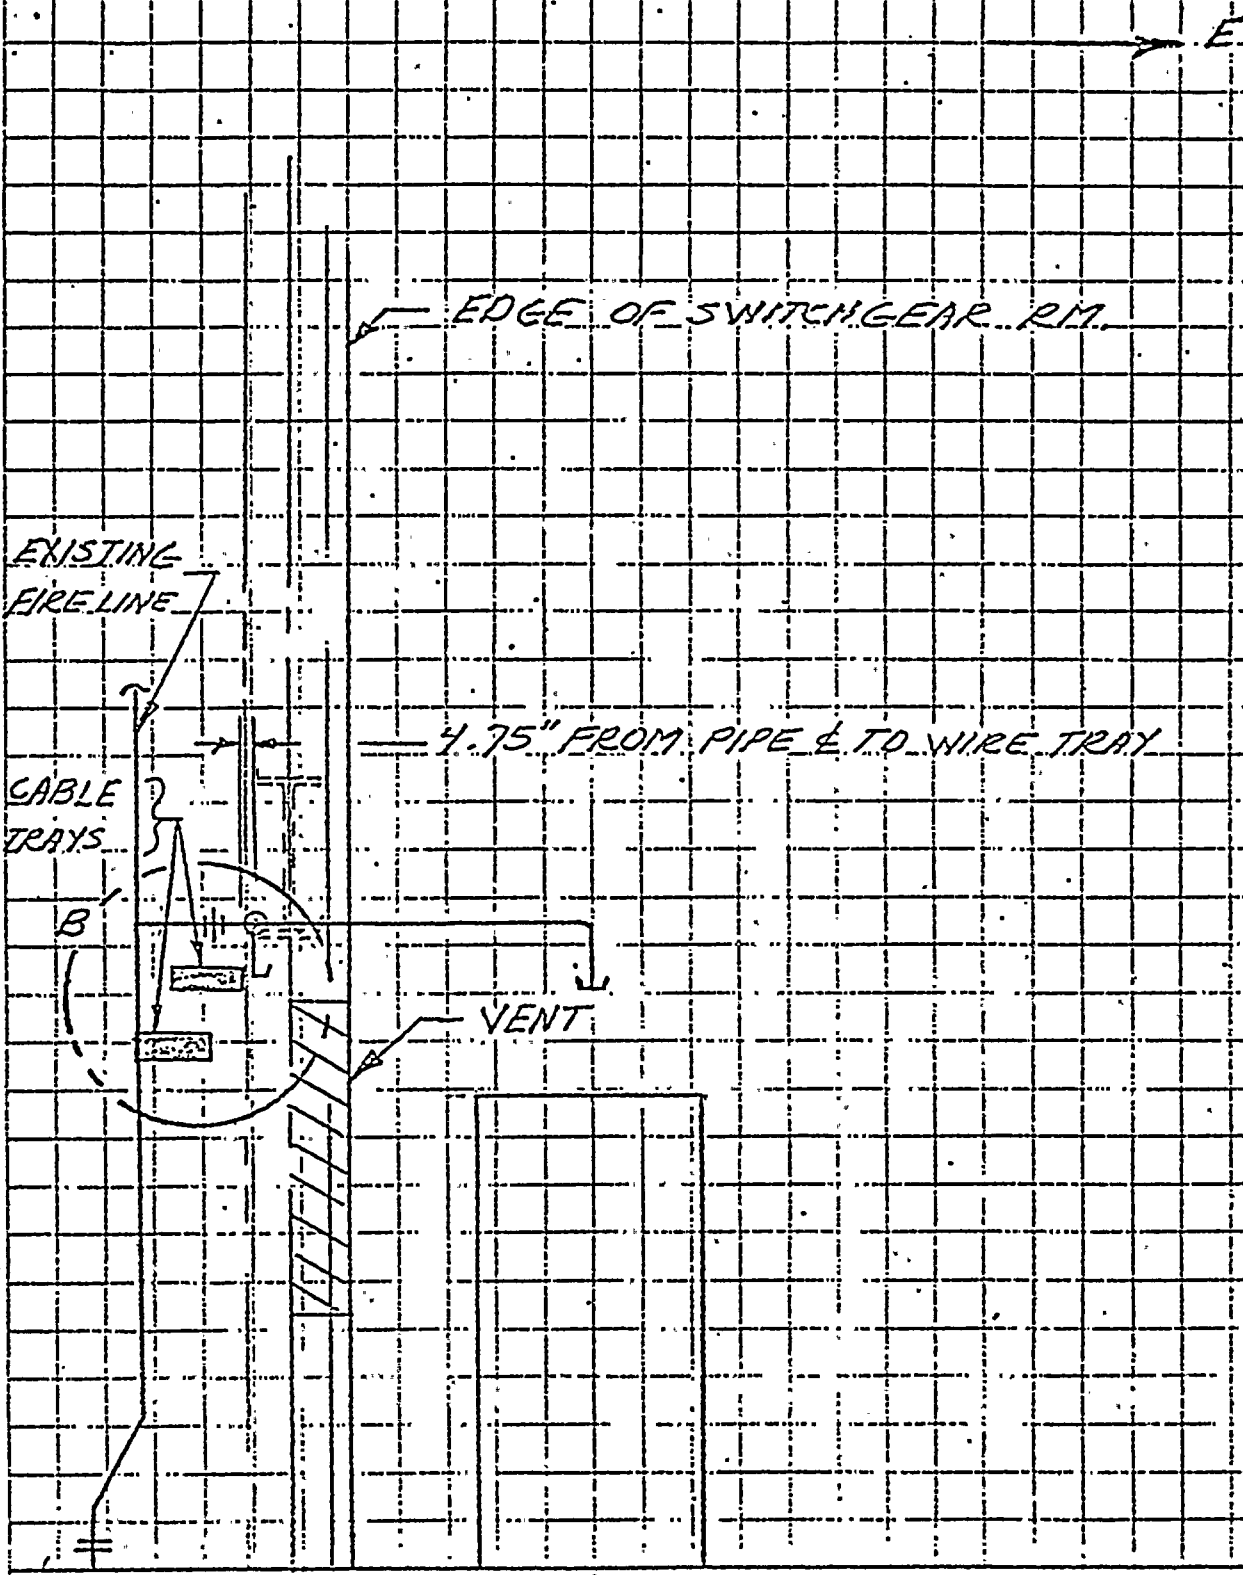 E
EDGE OF SWITCHGEAR RM.
EXISTING
FIRE LINE
4.75" FROM PIPE ℄ TO WIRE TRAY
CABLE
TRAYS
B
VENT